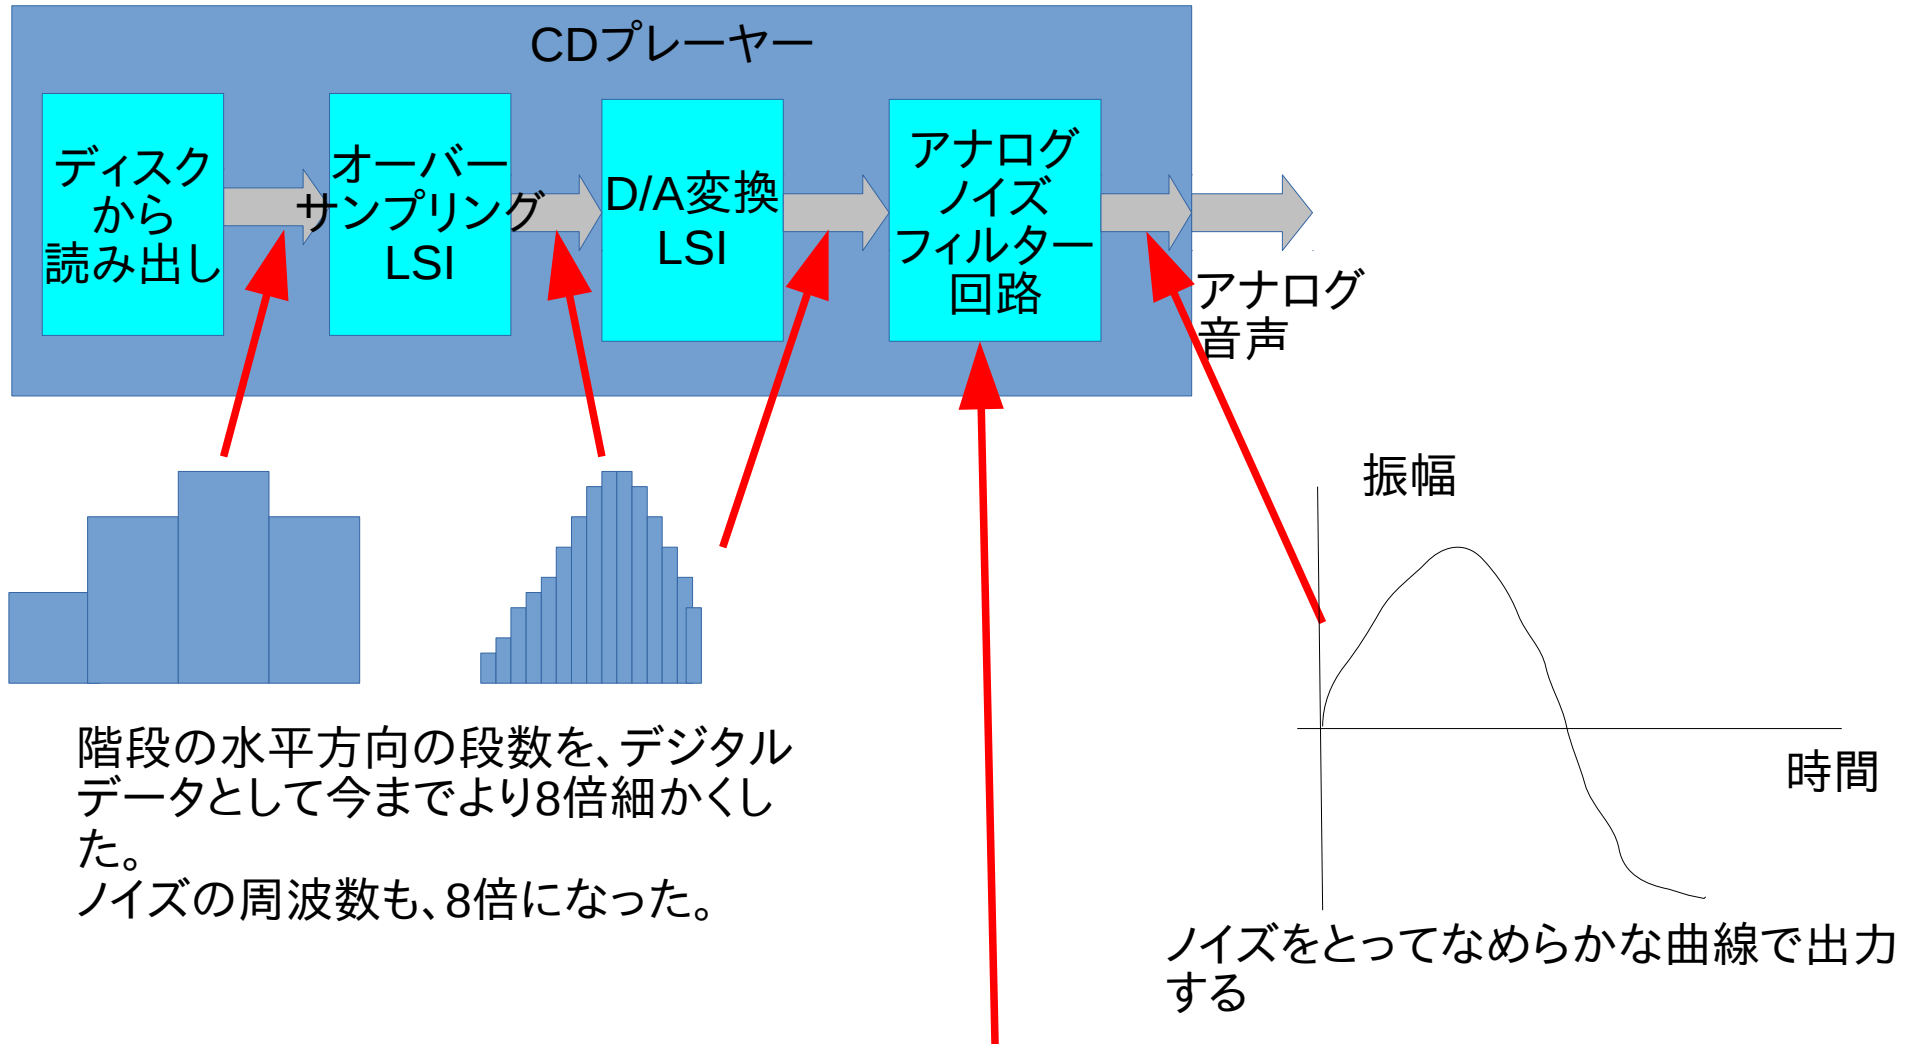 CDプレーヤー
ディスク
から
読み出し
オーバー
サンプリング
LSI
D/A変換
LSI
アナログ
ノイズ
フィルター
回路
アナログ
音声
振幅
時間
階段の水平方向の段数を、デジタル
データとして今までより8倍細かくし
た。
ノイズの周波数も、8倍になった。
ノイズをとってなめらかな曲線で出力
する